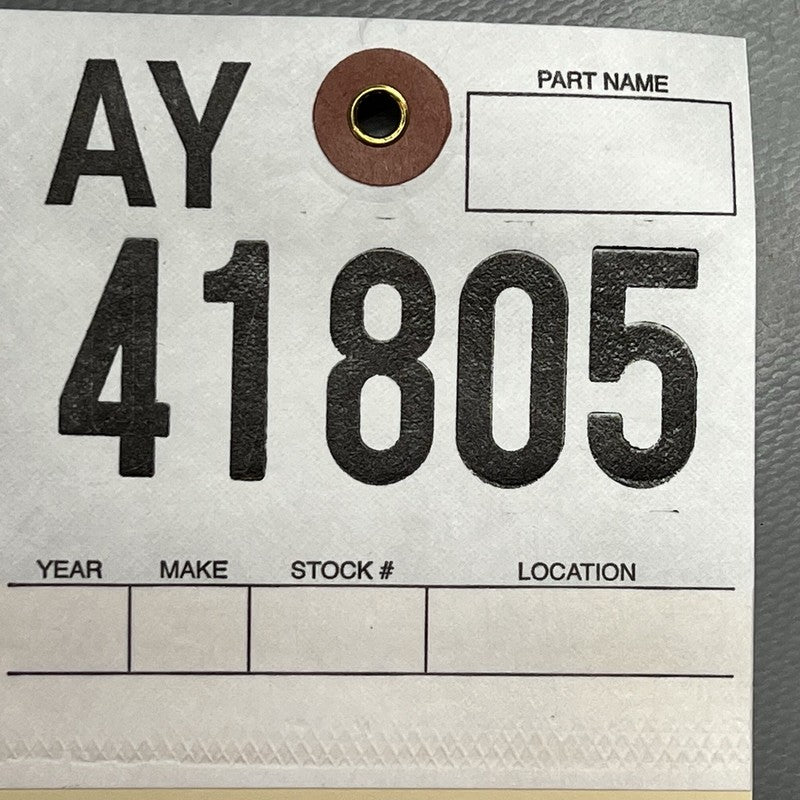 AY
PART NAME
41805
YEAR MAKE STOCK # LOCATION